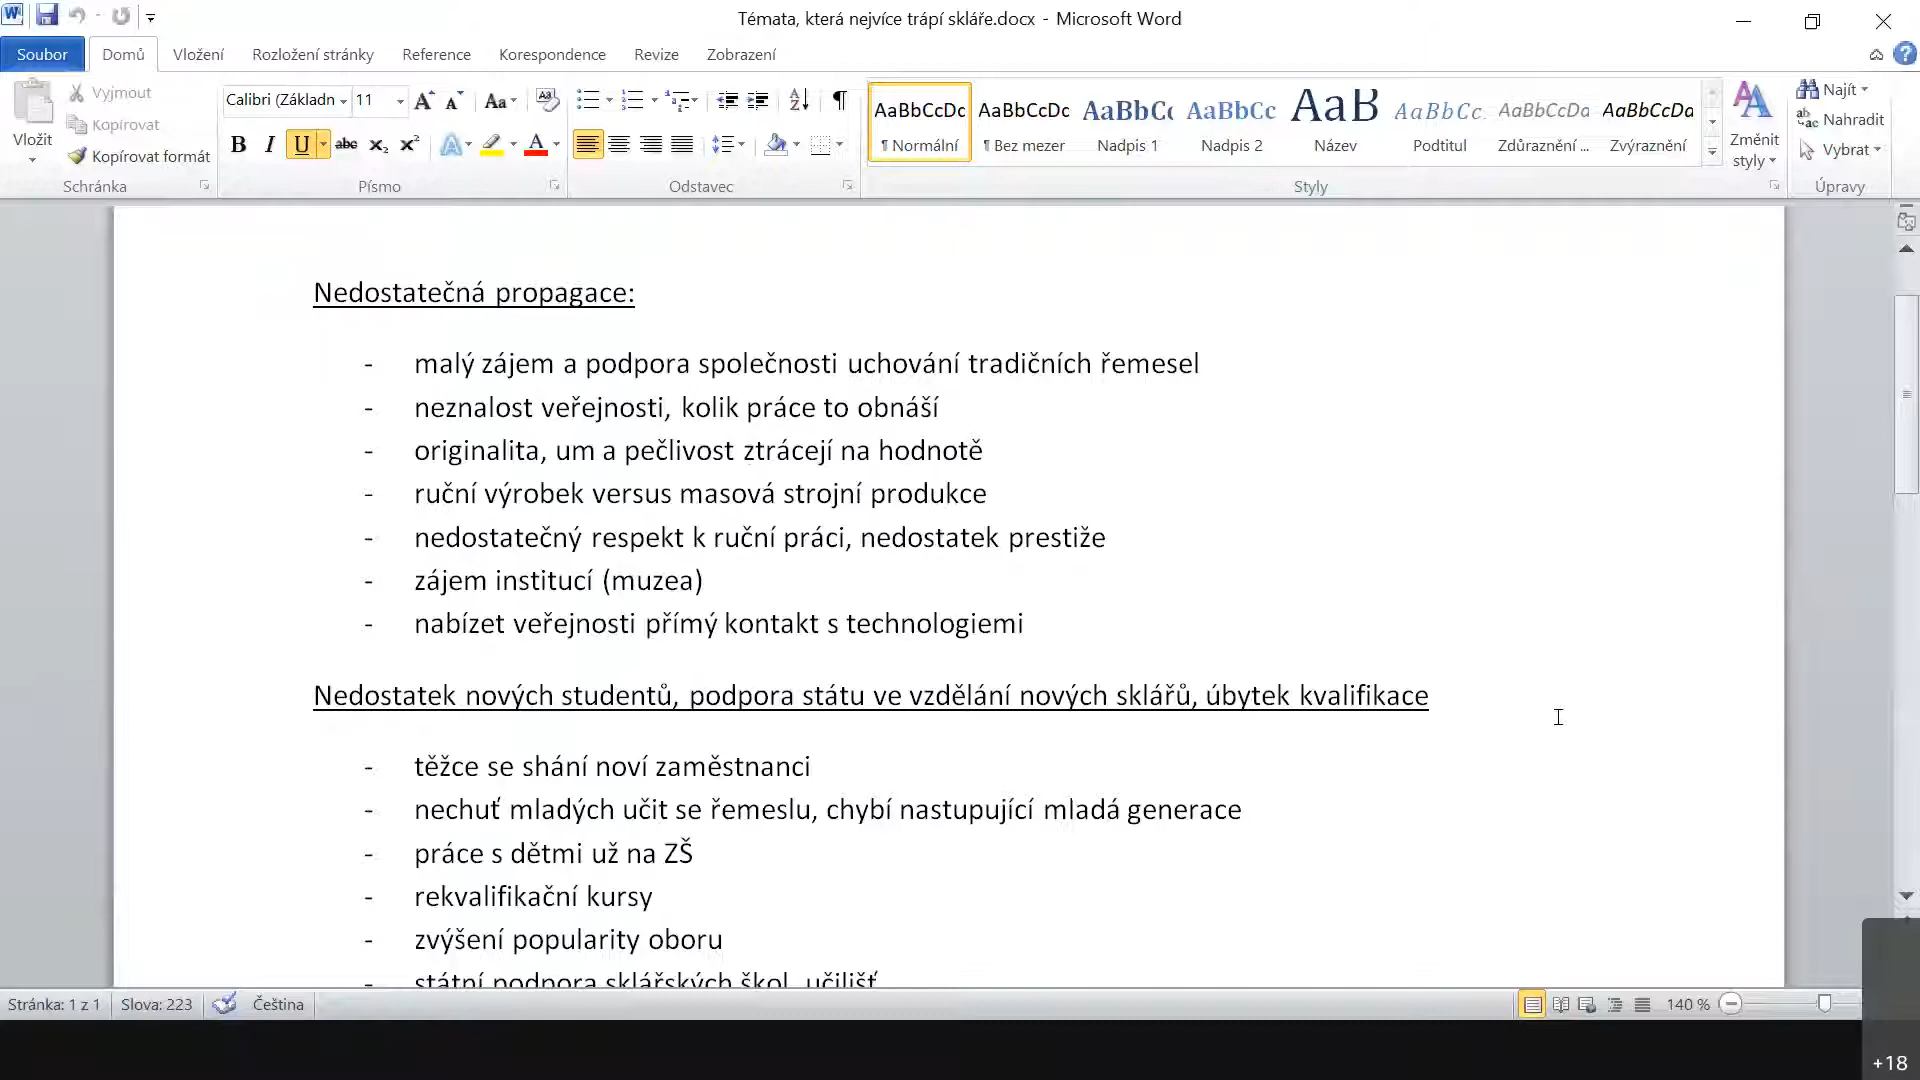 Témata, která nejvíce trápí skláře.docx - Microsoft Word
Soubor Domů Vložení Rozložení stránky Reference Korespondence Revize Zobrazení
Vložit
Vyjmout
Kopírovat
Kopírovat formát
Schránka
Calibri (Základn 11
Písmo
Odstavec
AaBbCcDc AaBbCcDc AaBbC AaBbCc AaB AaBbCc. AaBbCcDa AaBbCcDa
¶ Normální ¶ Bez mezer Nadpis 1 Nadpis 2 Název Podtitul Zdůraznění ... Zvýraznění
Styly
Změnit
styly
Najít
Nahradit
Vybrat
Úpravy
Nedostatečná propagace:
- malý zájem a podpora společnosti uchování tradičních řemesel
- neznalost veřejnosti, kolik práce to obnáší
- originalita, um a pečlivost ztrácejí na hodnotě
- ruční výrobek versus masová strojní produkce
- nedostatečný respekt k ruční práci, nedostatek prestiže
- zájem institucí (muzea)
- nabízet veřejnosti přímý kontakt s technologiemi
Nedostatek nových studentů, podpora státu ve vzdělání nových sklářů, úbytek kvalifikace
- těžce se shání noví zaměstnanci
- nechuť mladých učit se řemeslu, chybí nastupující mladá generace
- práce s dětmi už na ZŠ
- rekvalifikační kursy
- zvýšení popularity oboru
- státní podpora sklářských škol, učilišť
Stránka: 1 z 1 Slova: 223 Čeština 140 %
+18